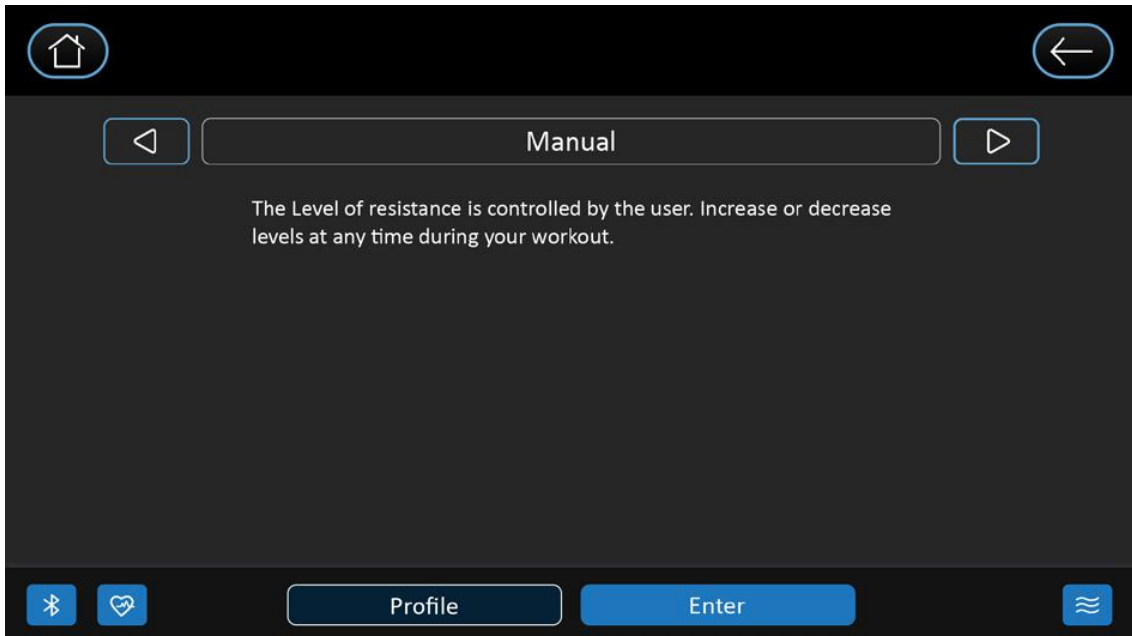 Manual
The Level of resistance is controlled by the user. Increase or decrease
levels at any time during your workout.
Profile
Enter